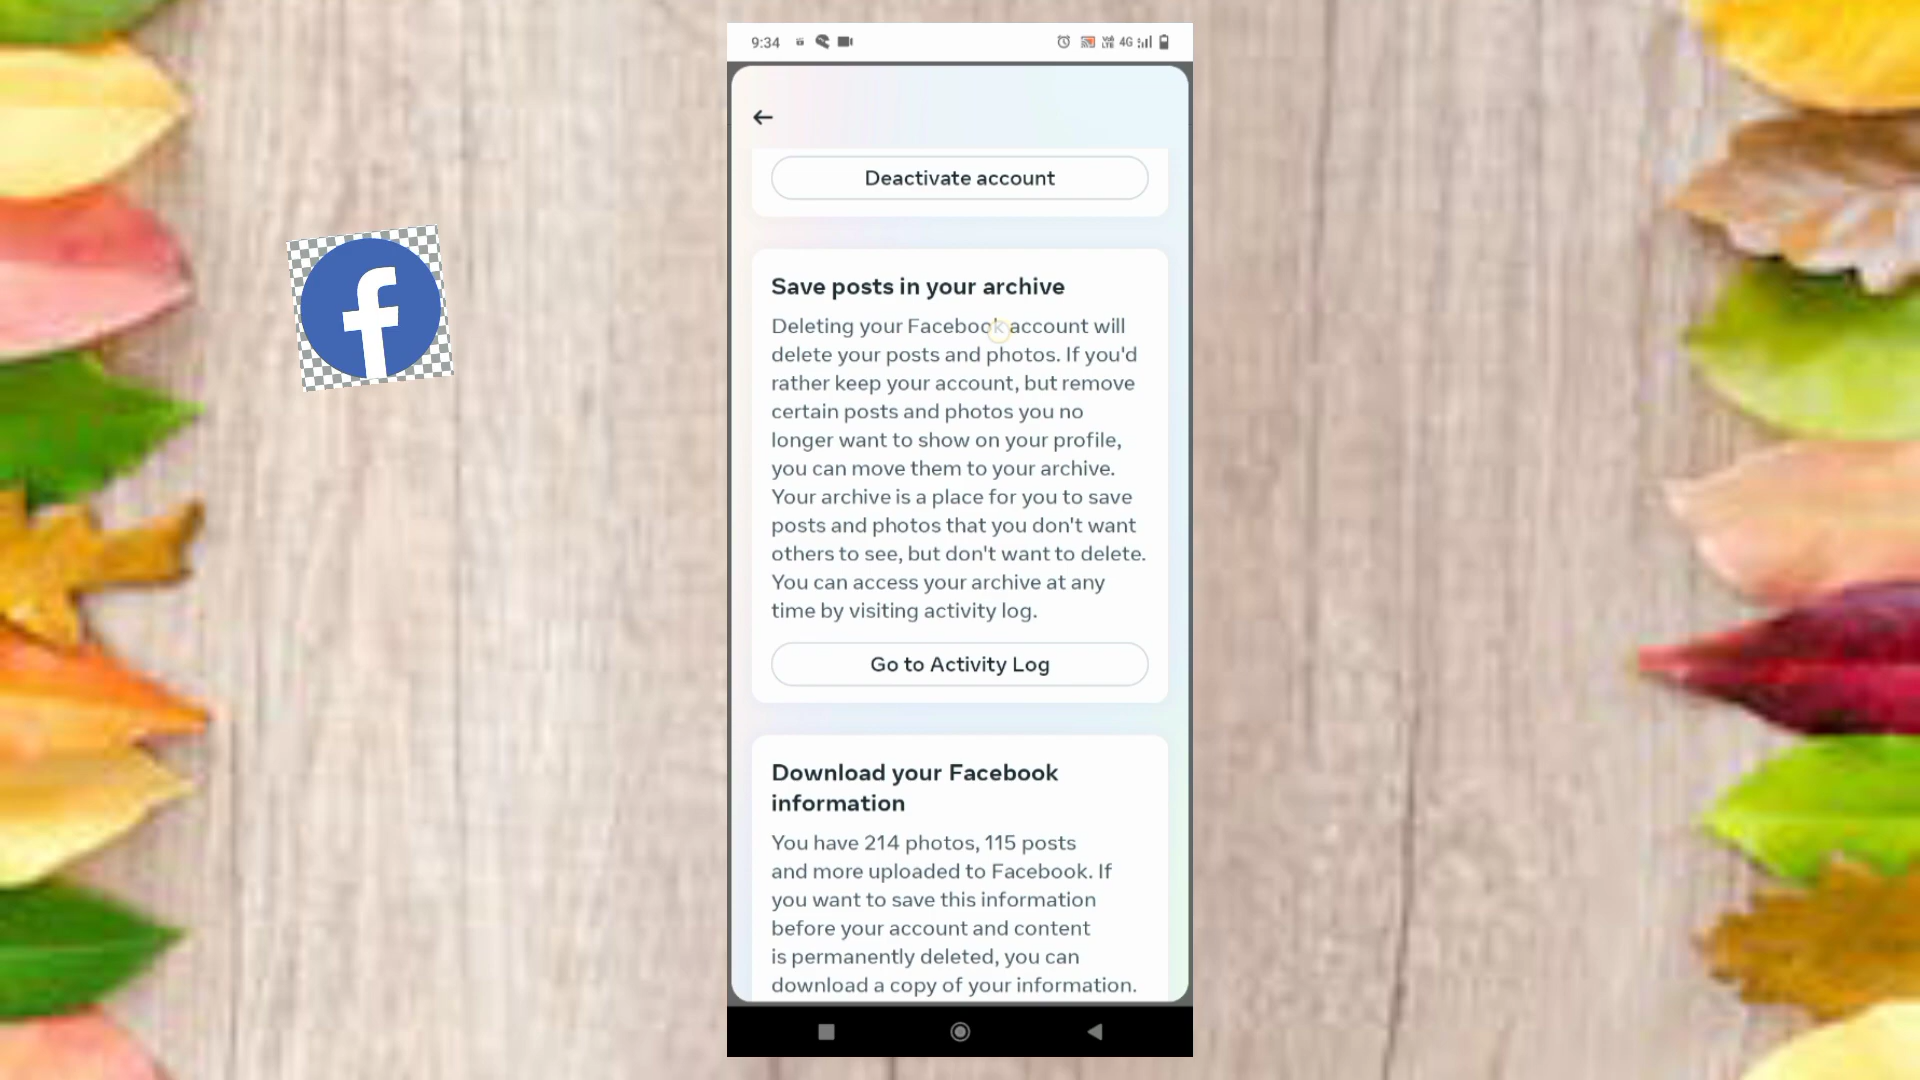 9:34
Vo LTE 4G
Deactivate account
Save posts in your archive
Deleting your Facebook account will
delete your posts and photos. If you'd
rather keep your account, but remove
certain posts and photos you no
longer want to show on your profile,
you can move them to your archive.
Your archive is a place for you to save
posts and photos that you don't want
others to see, but don't want to delete.
You can access your archive at any
time by visiting activity log.
Go to Activity Log
Download your Facebook
information
You have 214 photos, 115 posts
and more uploaded to Facebook. If
you want to save this information
before your account and content
is permanently deleted, you can
download a copy of your information.